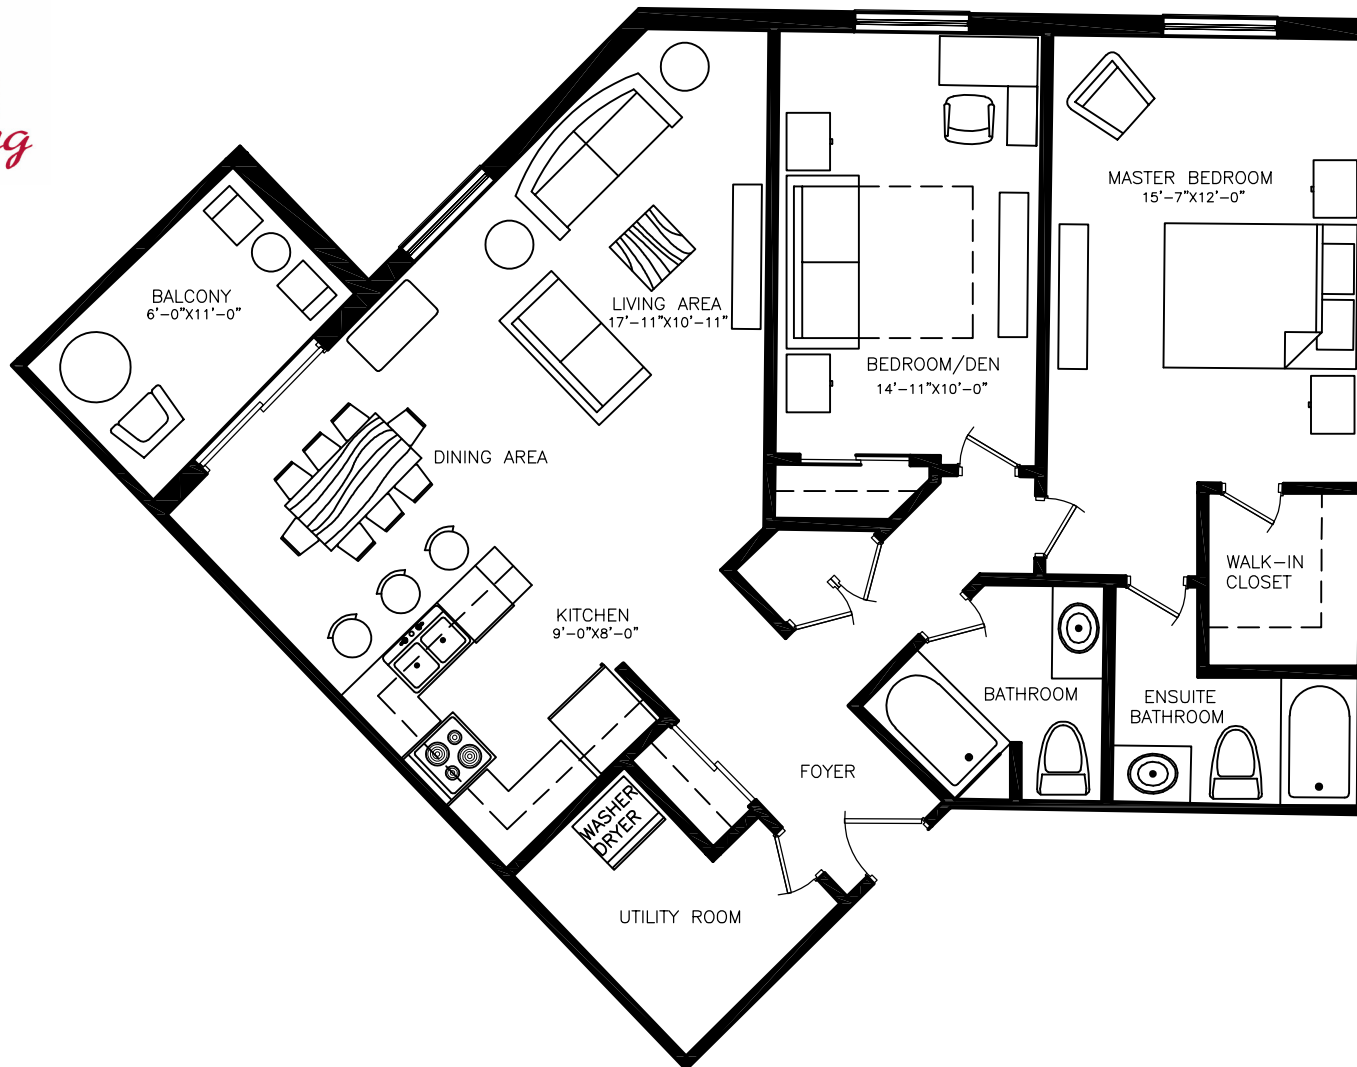 MASTER BEDROOM
15'-7"X12'-0"
BALCONY
6'-0"X11'-0"
LIVING AREA
17'-11"X10'-11"
BEDROOM/DEN
14'-11"X10'-0"
DINING AREA
WALK-IN
CLOSET
KITCHEN
9'-0"X8'-0"
BATHROOM
ENSUITE
BATHROOM
FOYER
WASHER
DRYER
UTILITY ROOM